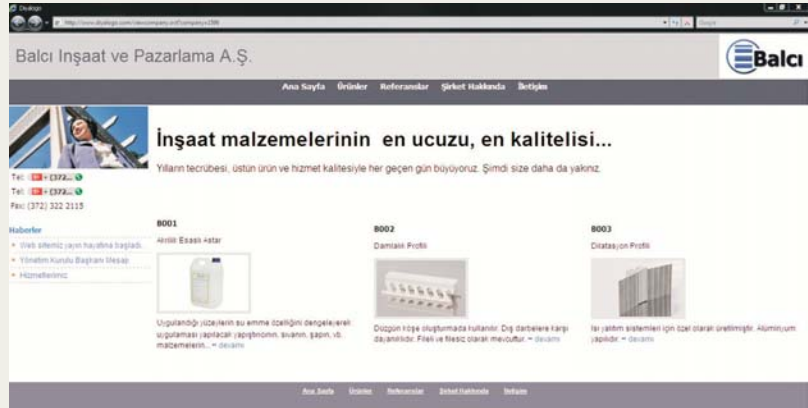 Diyalogo
Balcı Inşaat ve Pazarlama A.Ş.
Balcı
Ana Sayfa Ürünler Referanslar Şirket Hakkında İletişim
İnşaat malzemelerinin en ucuzu, en kalitelisi...
Yılların tecrübesi, üstün ürün ve hizmet kalitesiyle her geçen gün büyüyoruz. Şimdi size daha da yakınız.
Tel: (372...
Tel: (372...
Fax: (372) 322 2115
Haberler
Web sitemiz yayın hayatına başladı.
Yönetim Kurulu Başkanı Mesajı
Hizmetlerimiz
B001
Akrilik Esaslı Astar
Uygulandığı yüzeylerin su emme özelliğini dengeleyerek
uygulaması yapılacak yapıştırıcının, sıvanın, şapın, vb.
malzemelerin... ~ devamı
B002
Damlalık Profili
Düzgün köşe oluşturmada kullanılır. Dış darbelere karşı
dayanıklıdır. Fileli ve filesiz olarak mevcuttur. ~ devamı
B003
Dilatasyon Profili
Isı yalıtım sistemleri için özel olarak üretilmiştir. Alüminyum
yapılıdır. ~ devamı
Ana Sayfa Ürünler Referanslar Şirket Hakkında İletişim